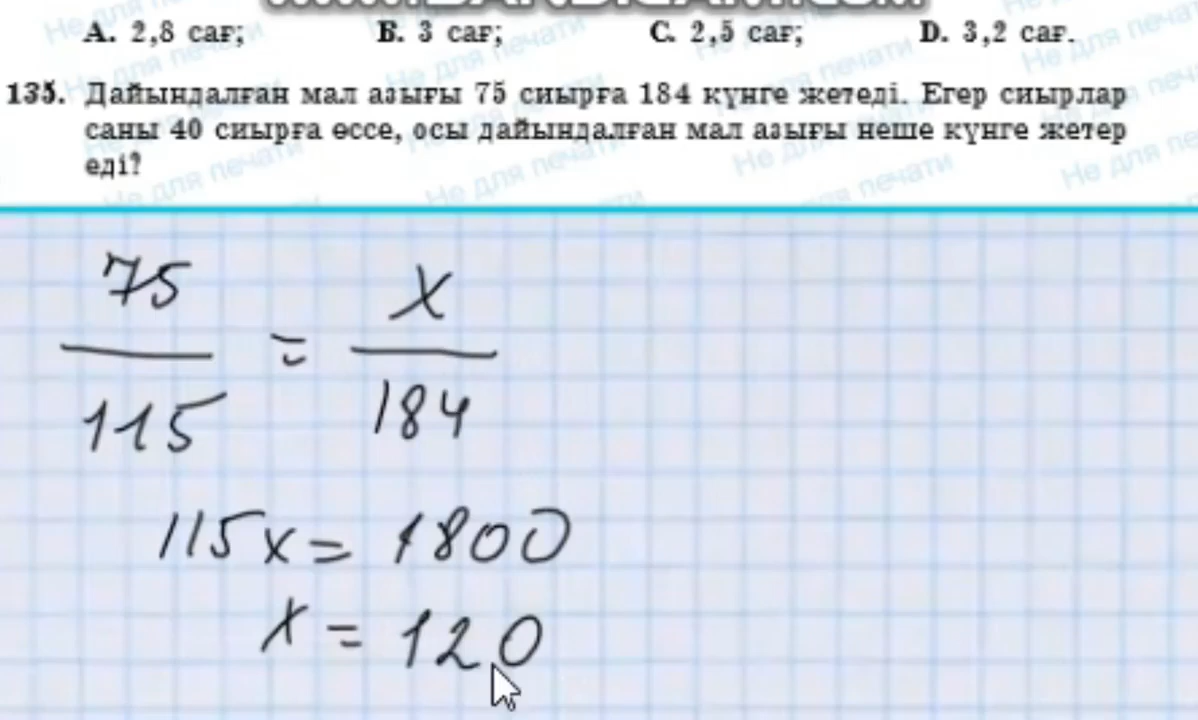 A. 2,8 сағ; B. 3 сағ; C. 2,5 сағ; D. 3,2 сағ.
135. Дайындалған мал азығы 75 сиырға 184 күнге жетеді. Егер сиырлар
саны 40 сиырға өссе, осы дайындалған мал азығы неше күнге жетер
еді?
75/115 = x/184
115x = 1800
x = 120